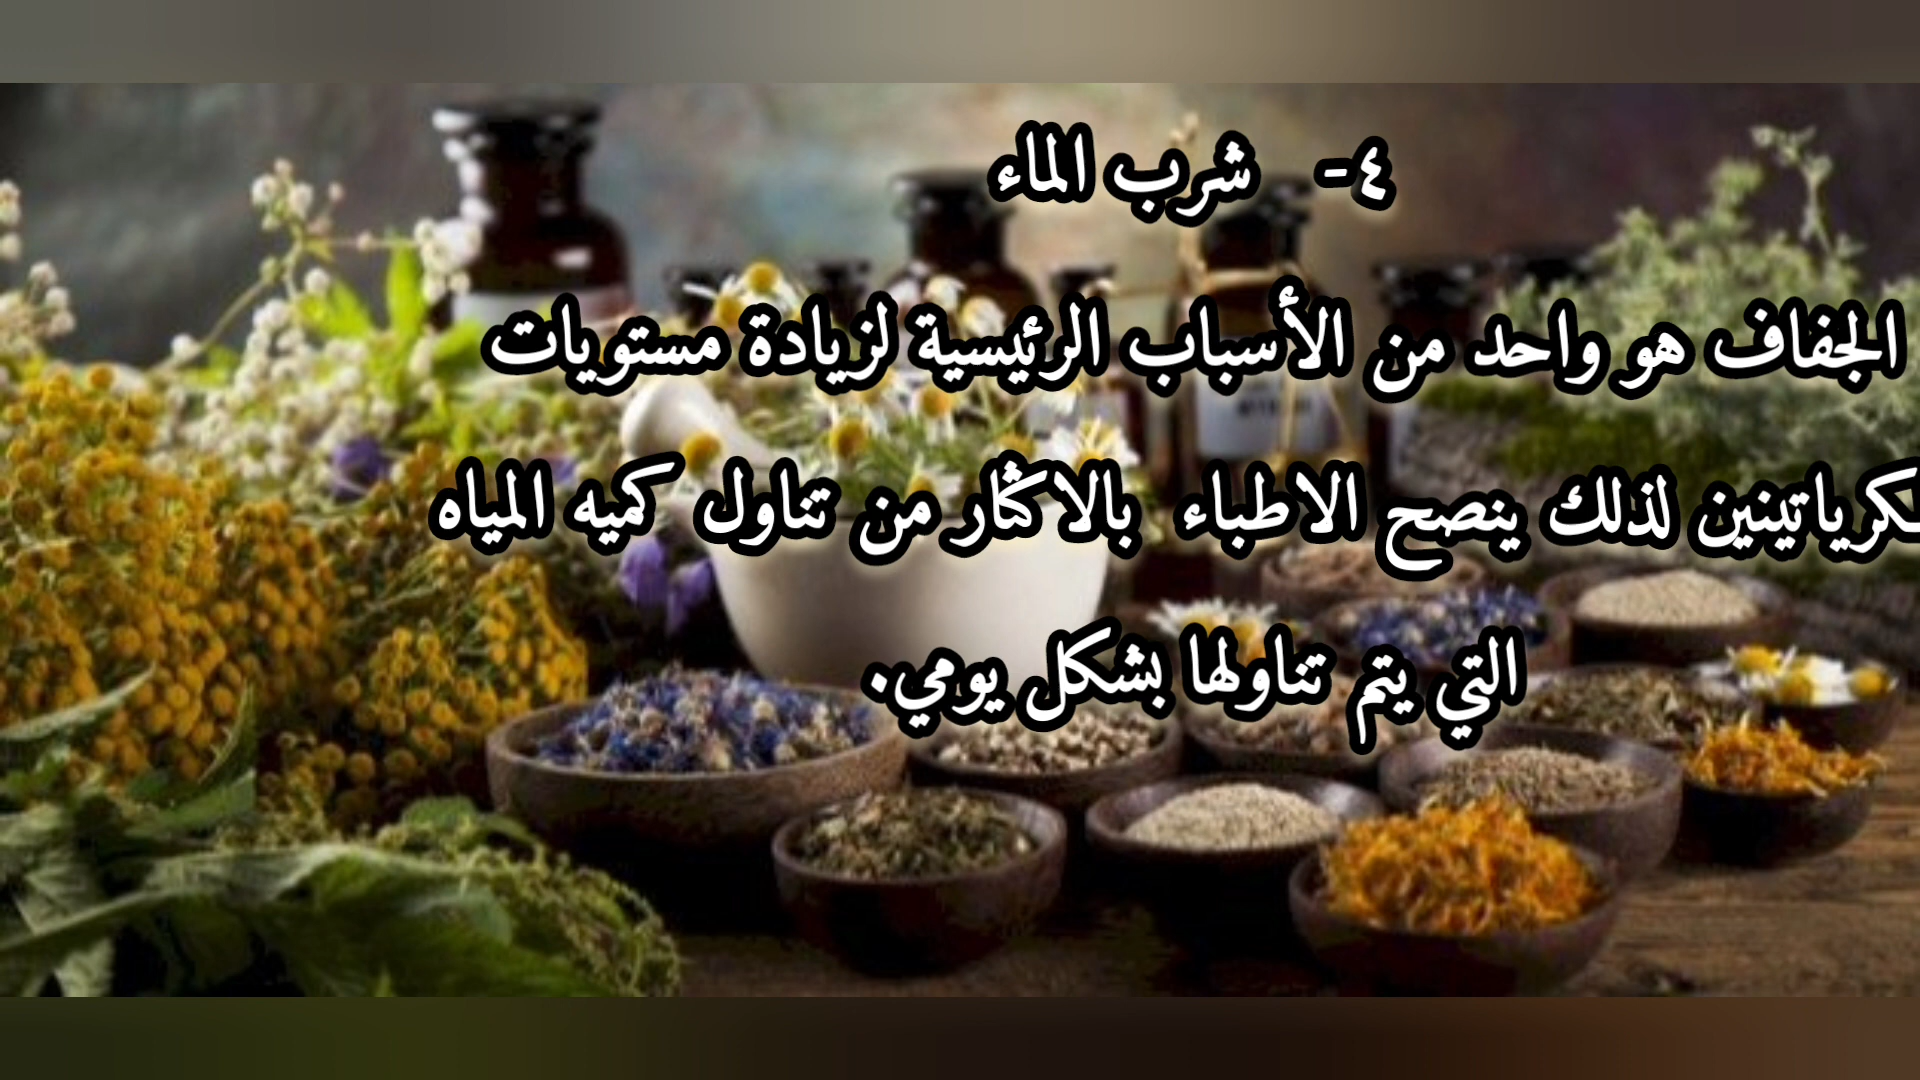 ٤- شرب الماء
الجفاف هو واحد من الأسباب الرئيسية لزيادة مستويات
كرياتينين لذلك ينصح الاطباء بالاكثار من تناول كميه المياه
التي يتم تناولها بشكل يومي.